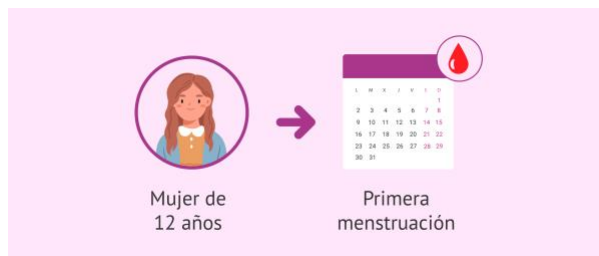 L M X J V S D
1
2 3 4 5 6 7 8
9 10 11 12 13 14 15
16 17 18 19 20 21 22
23 24 25 26 27 28 29
30 31
Mujer de
12 años
Primera
menstruación